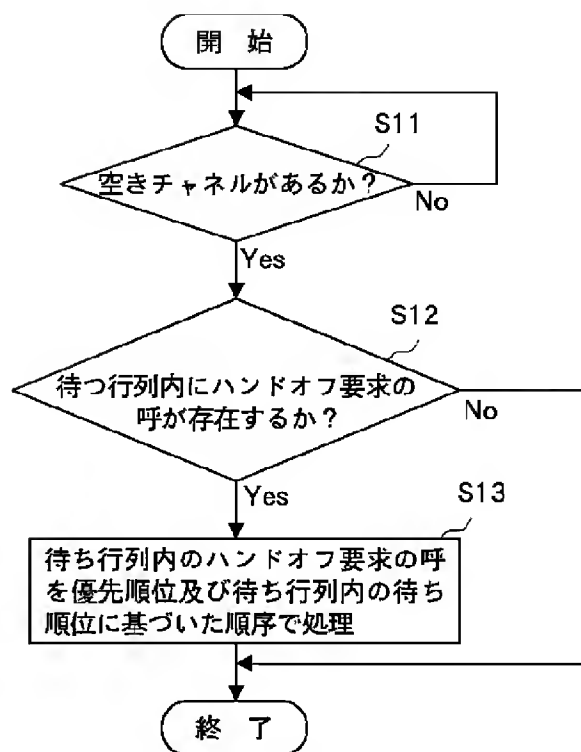 開 始
S11
空きチャネルがあるか？
No
Yes
S12
待つ行列内にハンドオフ要求の
呼が存在するか？
No
Yes
S13
待ち行列内のハンドオフ要求の呼
を優先順位及び待ち行列内の待ち
順位に基づいた順序で処理
終 了